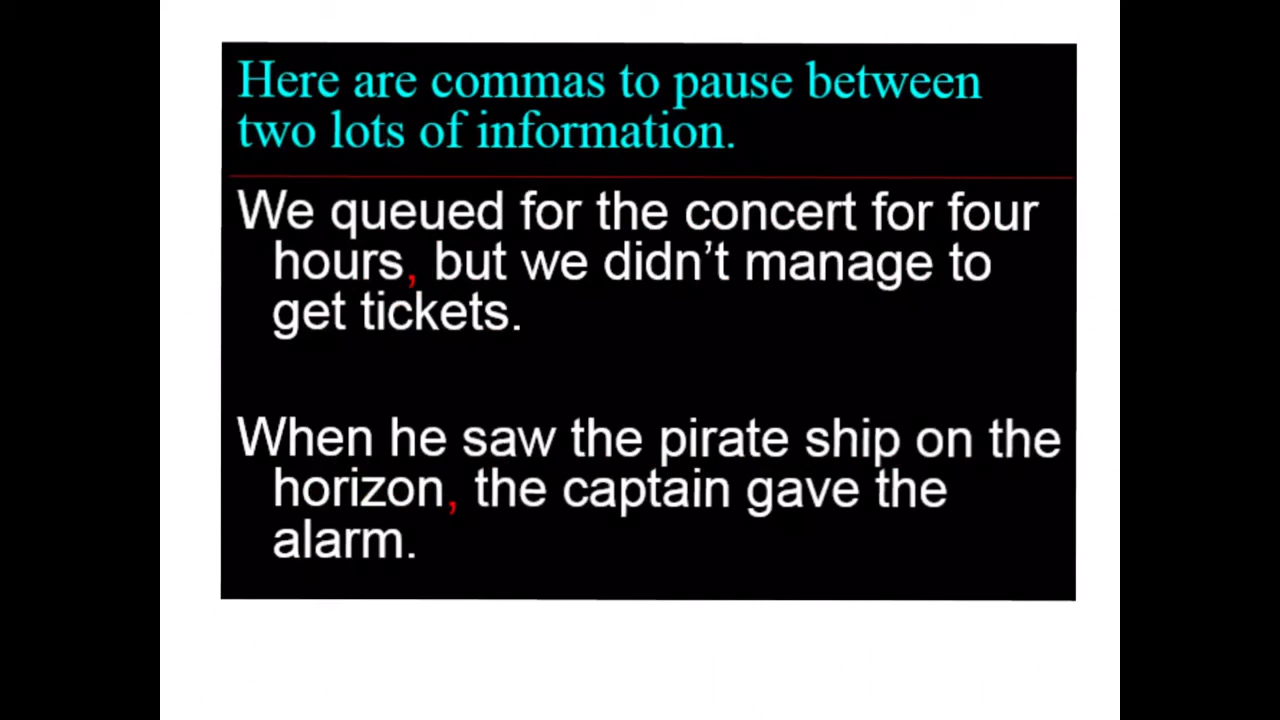 Here are commas to pause between
two lots of information.
We queued for the concert for four
hours, but we didn’t manage to
get tickets.
When he saw the pirate ship on the
horizon, the captain gave the
alarm.